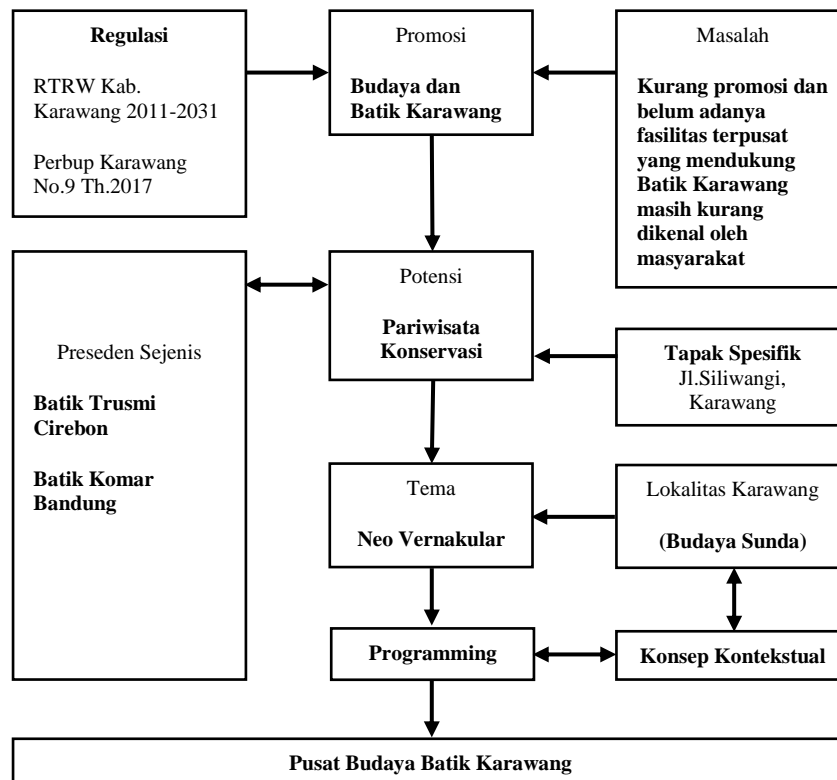 Regulasi
RTRW Kab.
Karawang 2011-2031
Perbup Karawang
No.9 Th.2017
Promosi
Budaya dan
Batik Karawang
Masalah
Kurang promosi dan
belum adanya
fasilitas terpusat
yang mendukung
Batik Karawang
masih kurang
dikenal oleh
masyarakat
Preseden Sejenis
Batik Trusmi
Cirebon
Batik Komar
Bandung
Potensi
Pariwisata
Konservasi
Tapak Spesifik
Jl.Siliwangi,
Karawang
Tema
Neo Vernakular
Lokalitas Karawang
(Budaya Sunda)
Programming
Konsep Kontekstual
Pusat Budaya Batik Karawang